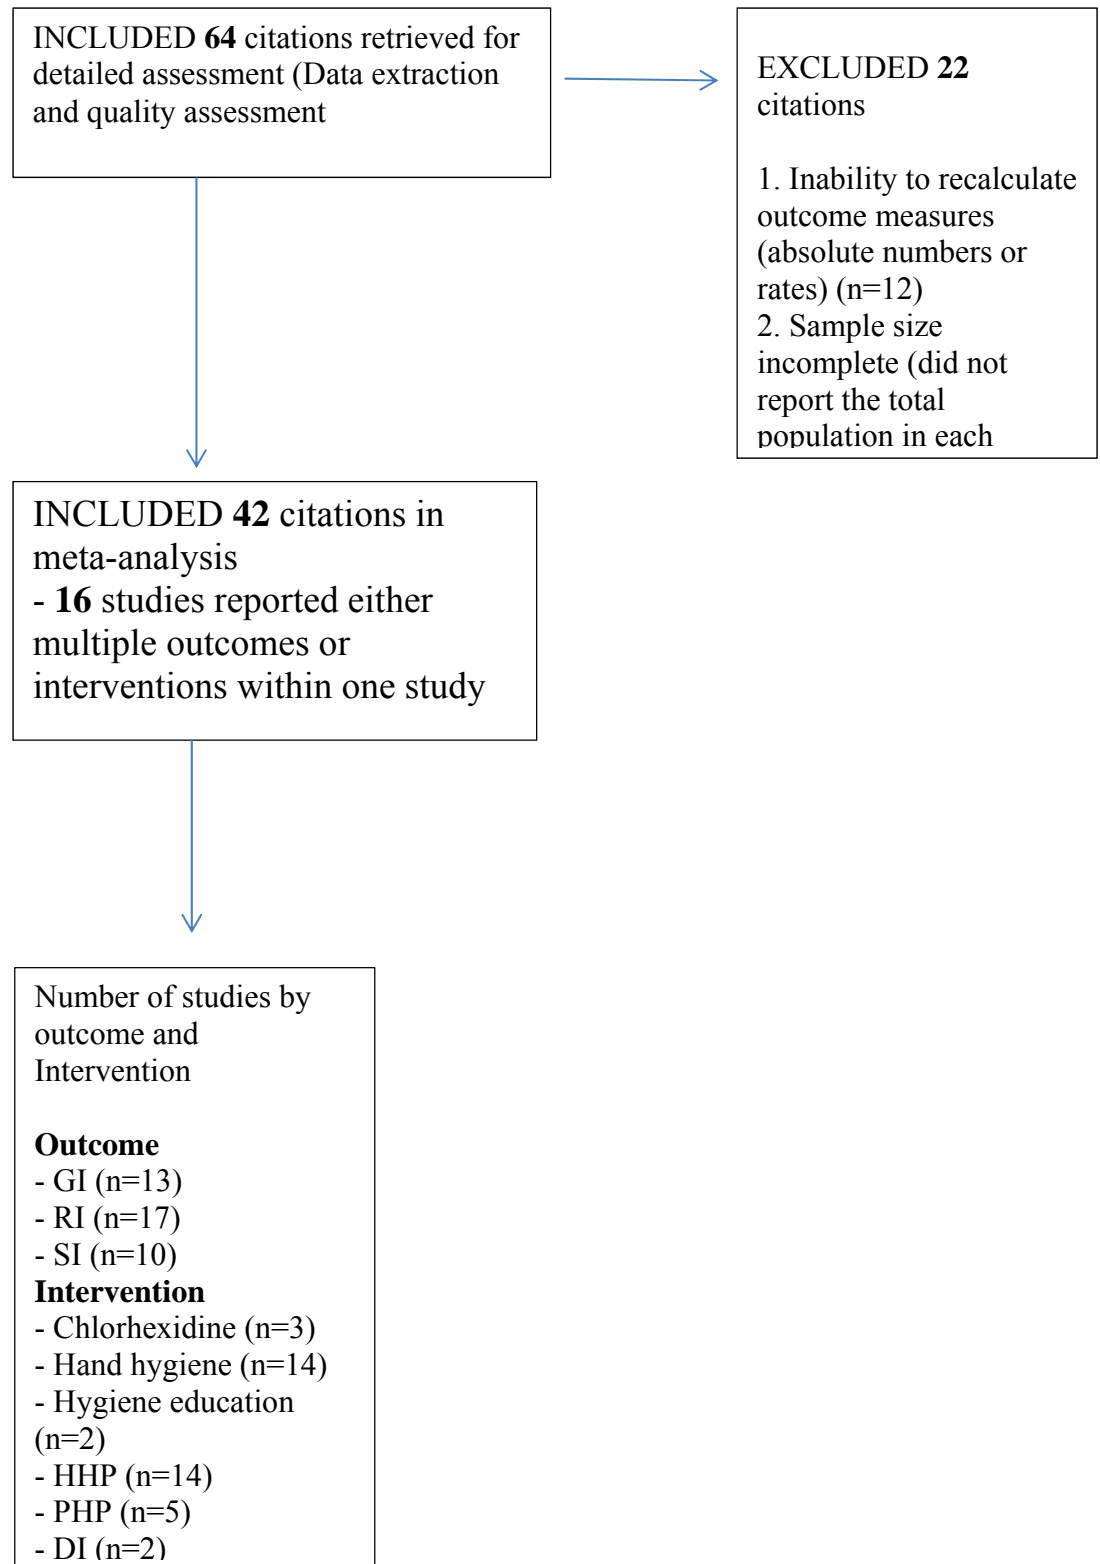 INCLUDED 64 citations retrieved for
detailed assessment (Data extraction
and quality assessment
EXCLUDED 22
citations
1. Inability to recalculate
outcome measures
(absolute numbers or
rates) (n=12)
2. Sample size
incomplete (did not
report the total
population in each
INCLUDED 42 citations in
meta-analysis
- 16 studies reported either
multiple outcomes or
interventions within one study
Number of studies by
outcome and
Intervention
Outcome
- GI (n=13)
- RI (n=17)
- SI (n=10)
Intervention
- Chlorhexidine (n=3)
- Hand hygiene (n=14)
- Hygiene education
(n=2)
- HHP (n=14)
- PHP (n=5)
- DI (n=2)